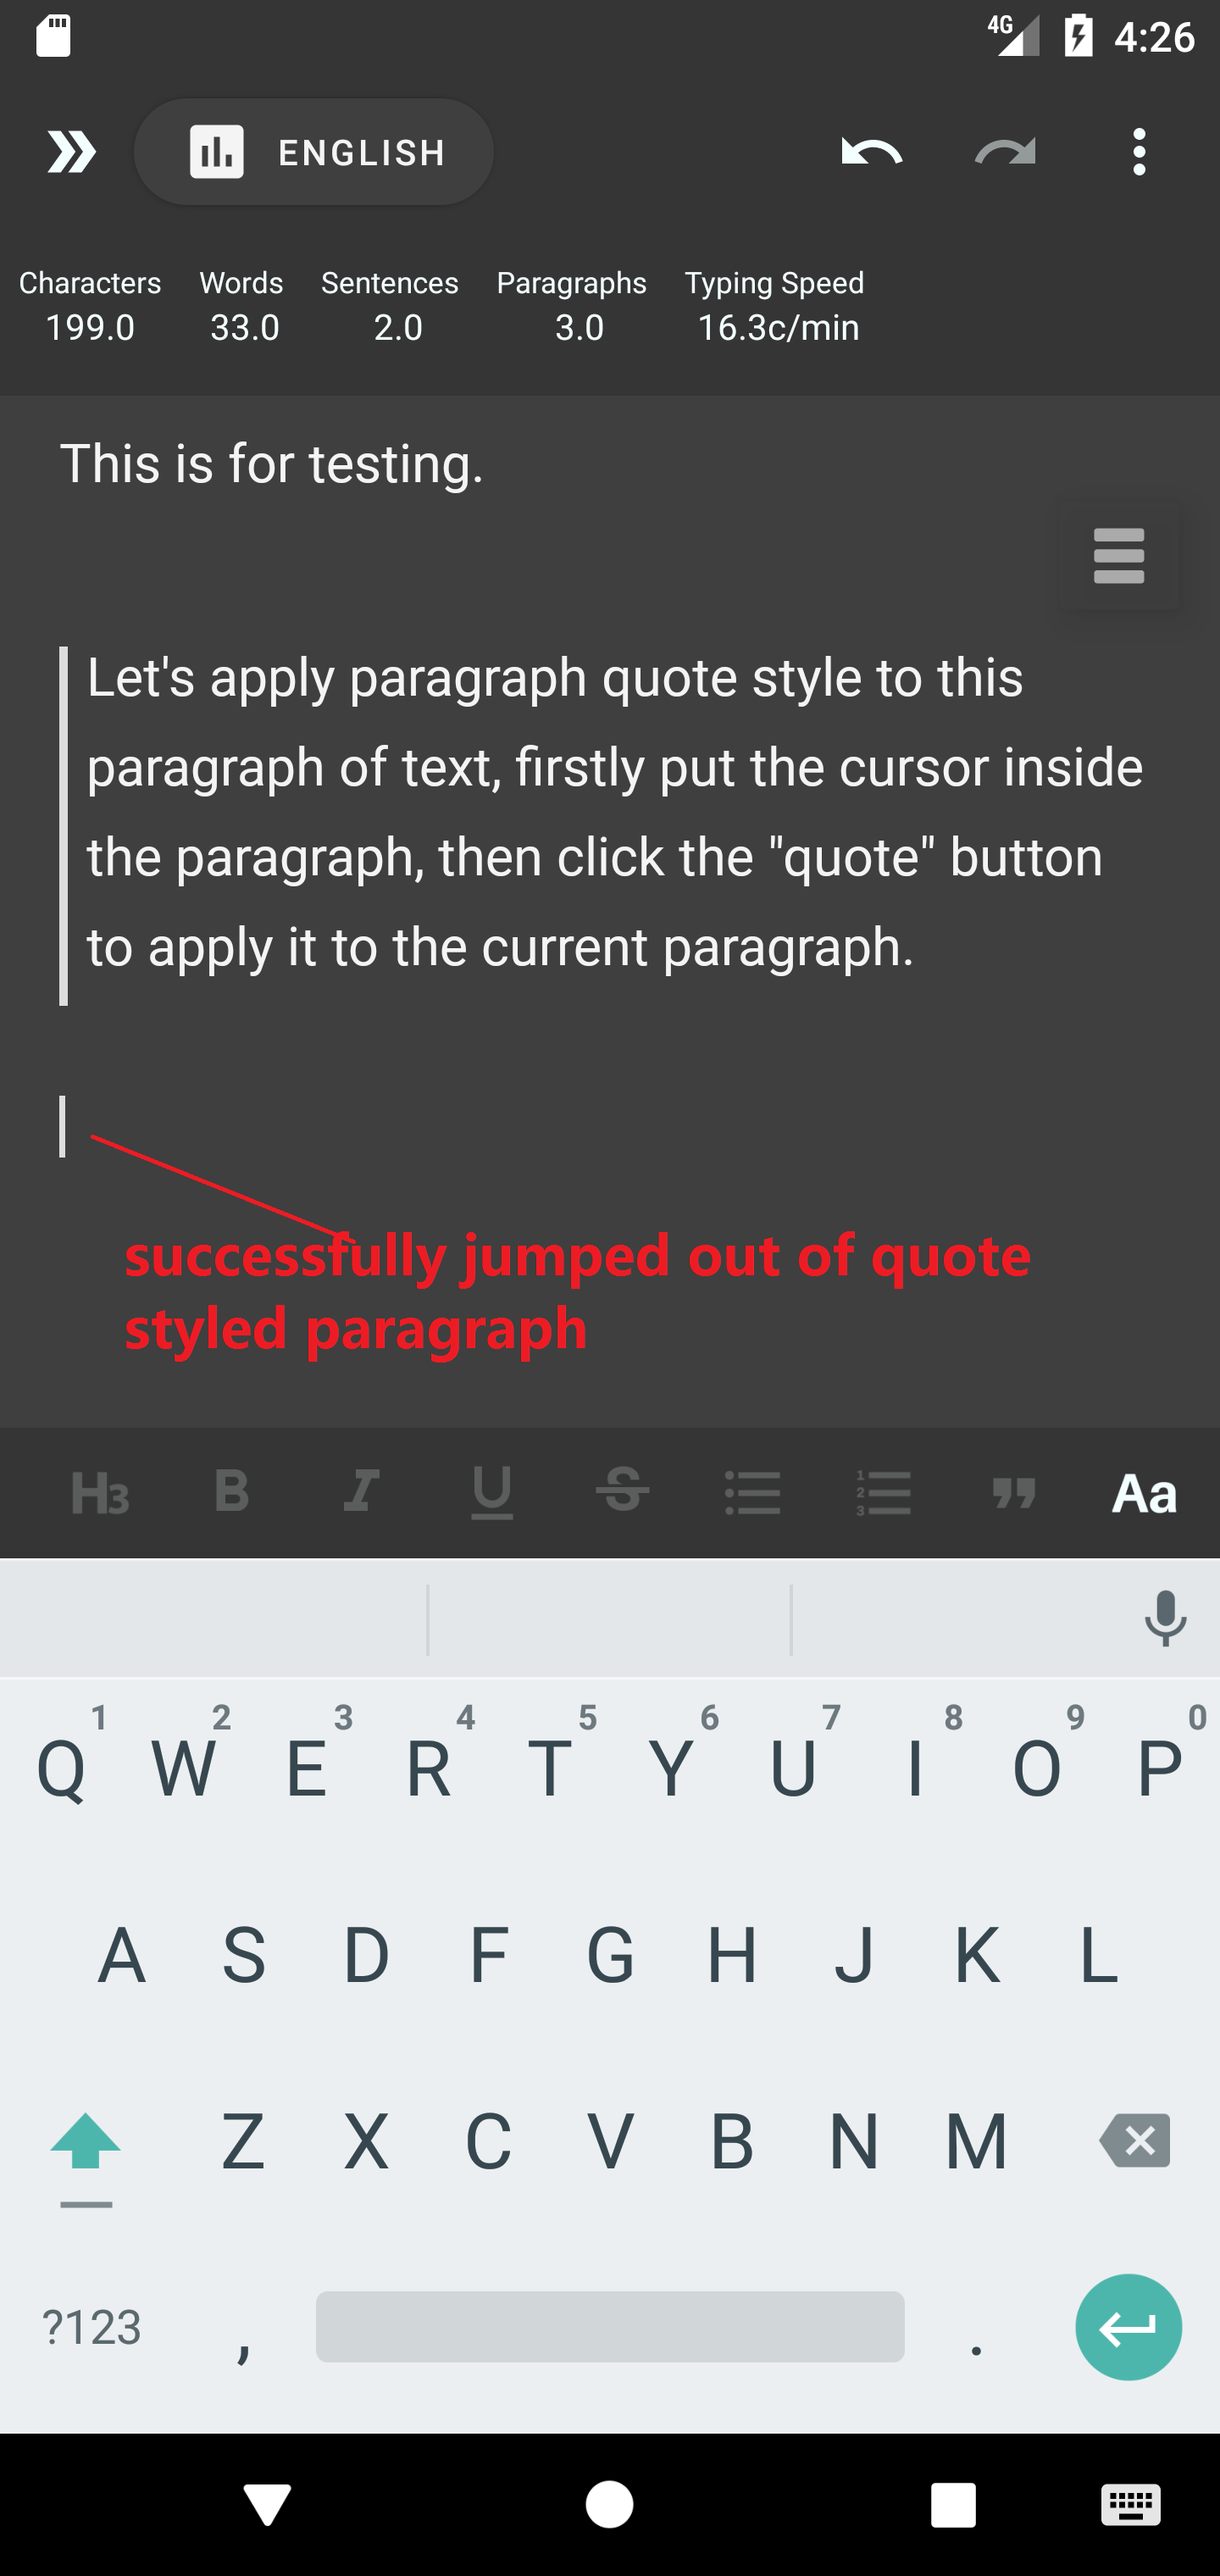 4G 4:26
ENGLISH
Characters Words Sentences Paragraphs Typing Speed
199.0 33.0 2.0 3.0 16.3c/min
This is for testing.
Let's apply paragraph quote style to this
paragraph of text, firstly put the cursor inside
the paragraph, then click the "quote" button
to apply it to the current paragraph.
successfully jumped out of quote
styled paragraph
H3 B I U S 1 2 3 " Aa
1 2 3 4 5 6 7 8 9 0
Q W E R T Y U I O P
A S D F G H J K L
Z X C V B N M
?123 , .